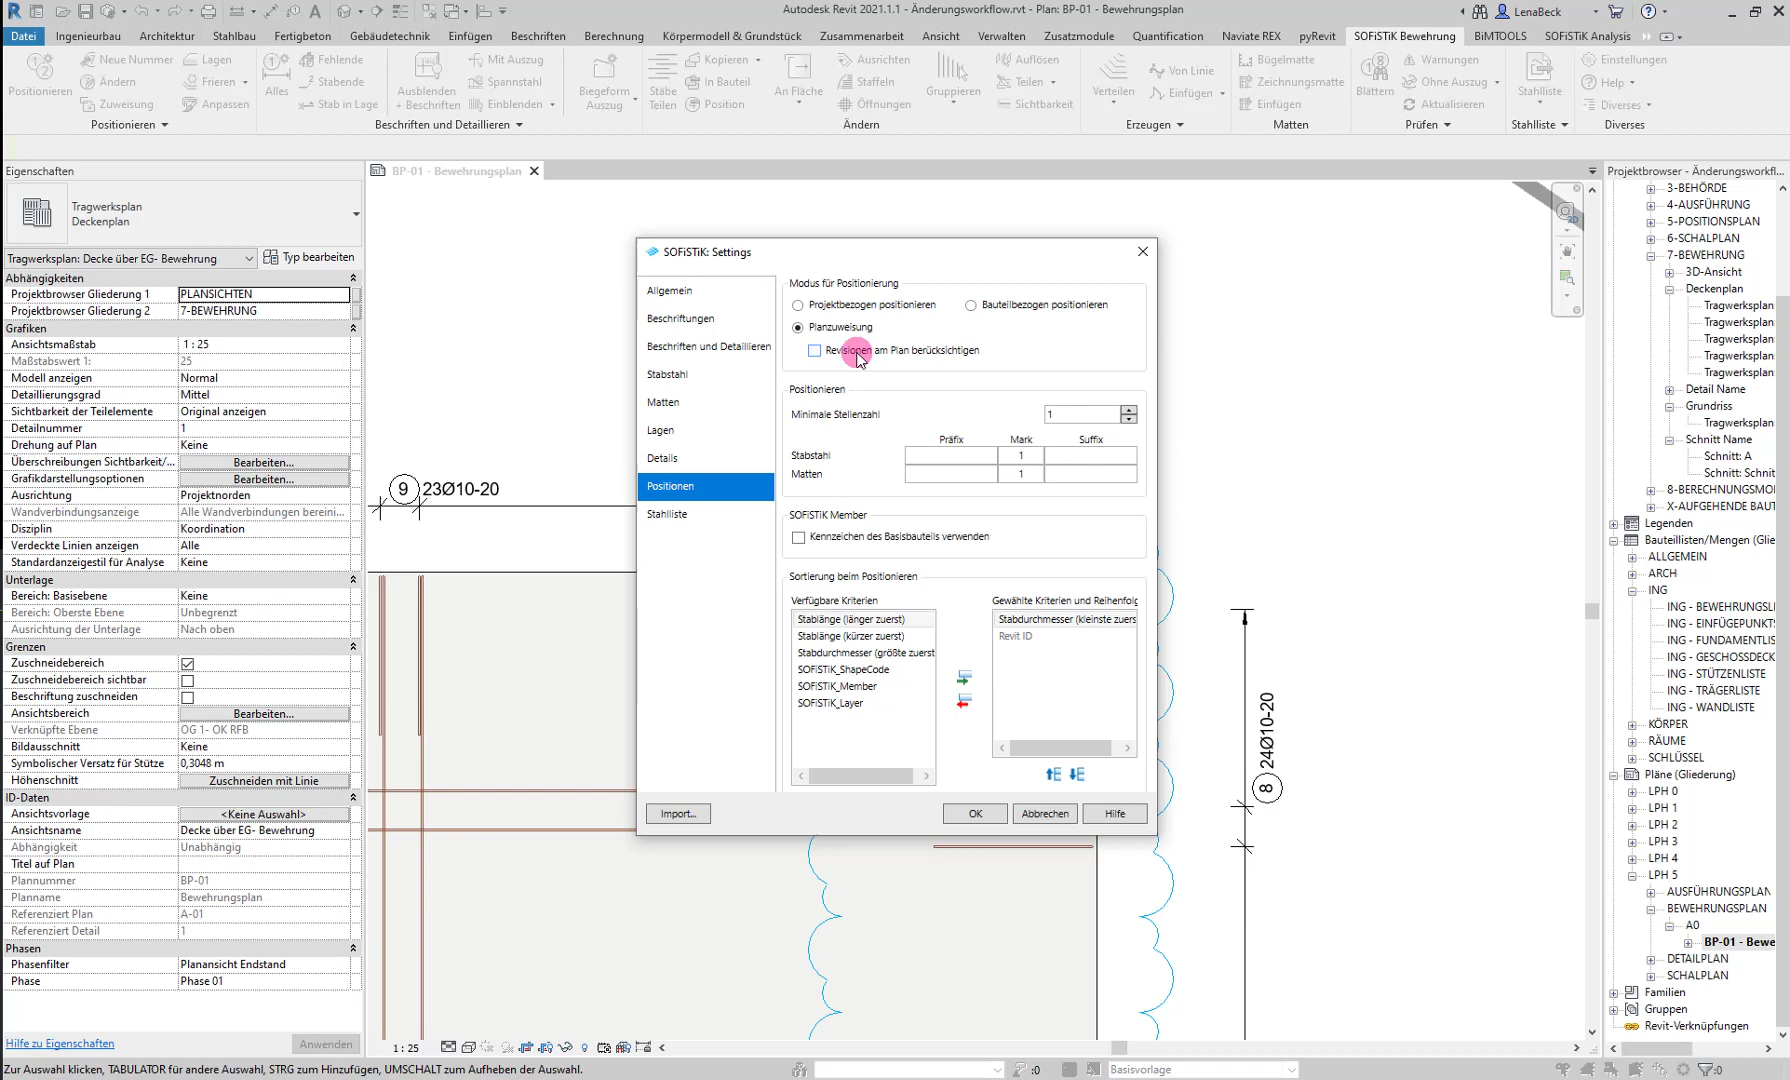 Autodesk Revit 2021.1.1 - Änderungsworkflow.rvt - Plan: BP-01 - Bewehrungsplan
LenaBeck
Datei
Ingenieurbau
Architektur
Stahlbau
Fertigbeton
Gebäudetechnik
Einfügen
Beschriften
Berechnung
Körpermodell & Grundstück
Zusammenarbeit
Ansicht
Verwalten
Zusatzmodule
Quantification
Naviate REX
pyRevit
SOFiSTiK Bewehrung
BiMTOOLS
SOFiSTiK Analysis
Positionieren
Neue Nummer
Ändern
Zuweisung
Lagen
Frieren
Anpassen
Positionieren
Alles
Fehlende
Stabende
Stab in Lage
Ausblenden
+ Beschriften
Mit Auszug
Spannstahl
Einblenden
Beschriften und Detaillieren
Biegeform
Auszug
Stäbe
Teilen
Kopieren
In Bauteil
Position
An Fläche
Ausrichten
Staffeln
Öffnungen
Gruppieren
Auflösen
Teilen
Sichtbarkeit
Ändern
Verteilen
Von Linie
Einfügen
Erzeugen
Bügelmatte
Zeichnungsmatte
Einfügen
Matten
Blättern
Warnungen
Ohne Auszug
Aktualisieren
Prüfen
Stahlliste
Stahlliste
Einstellungen
Help
Diverses
Diverses
Eigenschaften
Tragwerksplan
Deckenplan
Tragwerksplan: Decke über EG- Bewehrung
Typ bearbeiten
Abhängigkeiten
Projektbrowser Gliederung 1 PLANSICHTEN
Projektbrowser Gliederung 2 7-BEWEHRUNG
Grafiken
Ansichtsmaßstab 1 : 25
Maßstabswert 1: 25
Modell anzeigen Normal
Detaillierungsgrad Mittel
Sichtbarkeit der Teilelemente Original anzeigen
Detailnummer 1
Drehung auf Plan Keine
Überschreibungen Sichtbarkeit/... Bearbeiten...
Grafikdarstellungsoptionen Bearbeiten...
Ausrichtung Projektnorden
Wandverbindungsanzeige Alle Wandverbindungen bereini...
Disziplin Koordination
Verdeckte Linien anzeigen Alle
Standardanzeigestil für Analyse Keine
Unterlage
Bereich: Basisebene Keine
Bereich: Oberste Ebene Unbegrenzt
Ausrichtung der Unterlage Nach oben
Grenzen
Zuschneidebereich
Zuschneidebereich sichtbar
Beschriftung zuschneiden
Ansichtsbereich Bearbeiten...
Verknüpfte Ebene OG 1- OK RFB
Bildausschnitt Keine
Symbolischer Versatz für Stütze 0,3048 m
Höhenschnitt Zuschneiden mit Linie
ID-Daten
Ansichtsvorlage <Keine Auswahl>
Ansichtsname Decke über EG- Bewehrung
Abhängigkeit Unabhängig
Titel auf Plan
Plannummer BP-01
Planname Bewehrungsplan
Referenziert Plan A-01
Referenziert Detail 1
Phasen
Phasenfilter Planansicht Endstand
Phase Phase 01
Hilfe zu Eigenschaften
Anwenden
BP-01 - Bewehrungsplan
9 23Ø10-20
8 24Ø10-20
2D
SOFiSTiK: Settings
Allgemein
Beschriftungen
Beschriften und Detaillieren
Stabstahl
Matten
Lagen
Details
Positionen
Stahlliste
Modus für Positionierung
Projektbezogen positionieren
Bauteilbezogen positionieren
Planzuweisung
Revisionen am Plan berücksichtigen
Positionieren
Minimale Stellenzahl 1
Präfix Mark Suffix
Stabstahl 1
Matten 1
SOFiSTiK Member
Kennzeichen des Basisbauteils verwenden
Sortierung beim Positionieren
Verfügbare Kriterien
Stablänge (länger zuerst)
Stablänge (kürzer zuerst)
Stabdurchmesser (größte zuerst
SOFiSTiK_ShapeCode
SOFiSTiK_Member
SOFiSTiK_Layer
Gewählte Kriterien und Reihenfolg
Stabdurchmesser (kleinste zuers
Revit ID
Import...
OK
Abbrechen
Hilfe
Projektbrowser - Änderungsworkfl...
3-BEHÖRDE
4-AUSFÜHRUNG
5-POSITIONSPLAN
6-SCHALPLAN
7-BEWEHRUNG
3D-Ansicht
Deckenplan
Tragwerksplan
Tragwerksplan
Tragwerksplan
Tragwerksplan
Tragwerksplan
Detail Name
Grundriss
Tragwerksplan
Schnitt Name
Schnitt: A
Schnitt: Schnit
8-BERECHNUNGSMO
X-AUFGEHENDE BAUT
Legenden
Bauteillisten/Mengen (Glie
ALLGEMEIN
ARCH
ING
ING - BEWEHRUNGSL
ING - EINFÜGEPUNKT
ING - FUNDAMENTLIS
ING - GESCHOSSDECK
ING - STÜTZENLISTE
ING - TRÄGERLISTE
ING - WANDLISTE
KÖRPER
RÄUME
SCHLÜSSEL
Pläne (Gliederung)
LPH 0
LPH 1
LPH 2
LPH 3
LPH 4
LPH 5
AUSFÜHRUNGSPLAN
BEWEHRUNGSPLAN
A0
BP-01 - Bewe
DETAILPLAN
SCHALPLAN
Familien
Gruppen
Revit-Verknüpfungen
1 : 25
Zur Auswahl klicken, TABULATOR für andere Auswahl, STRG zum Hinzufügen, UMSCHALT zum Aufheben der Auswahl.
:0
Basisvorlage
:0